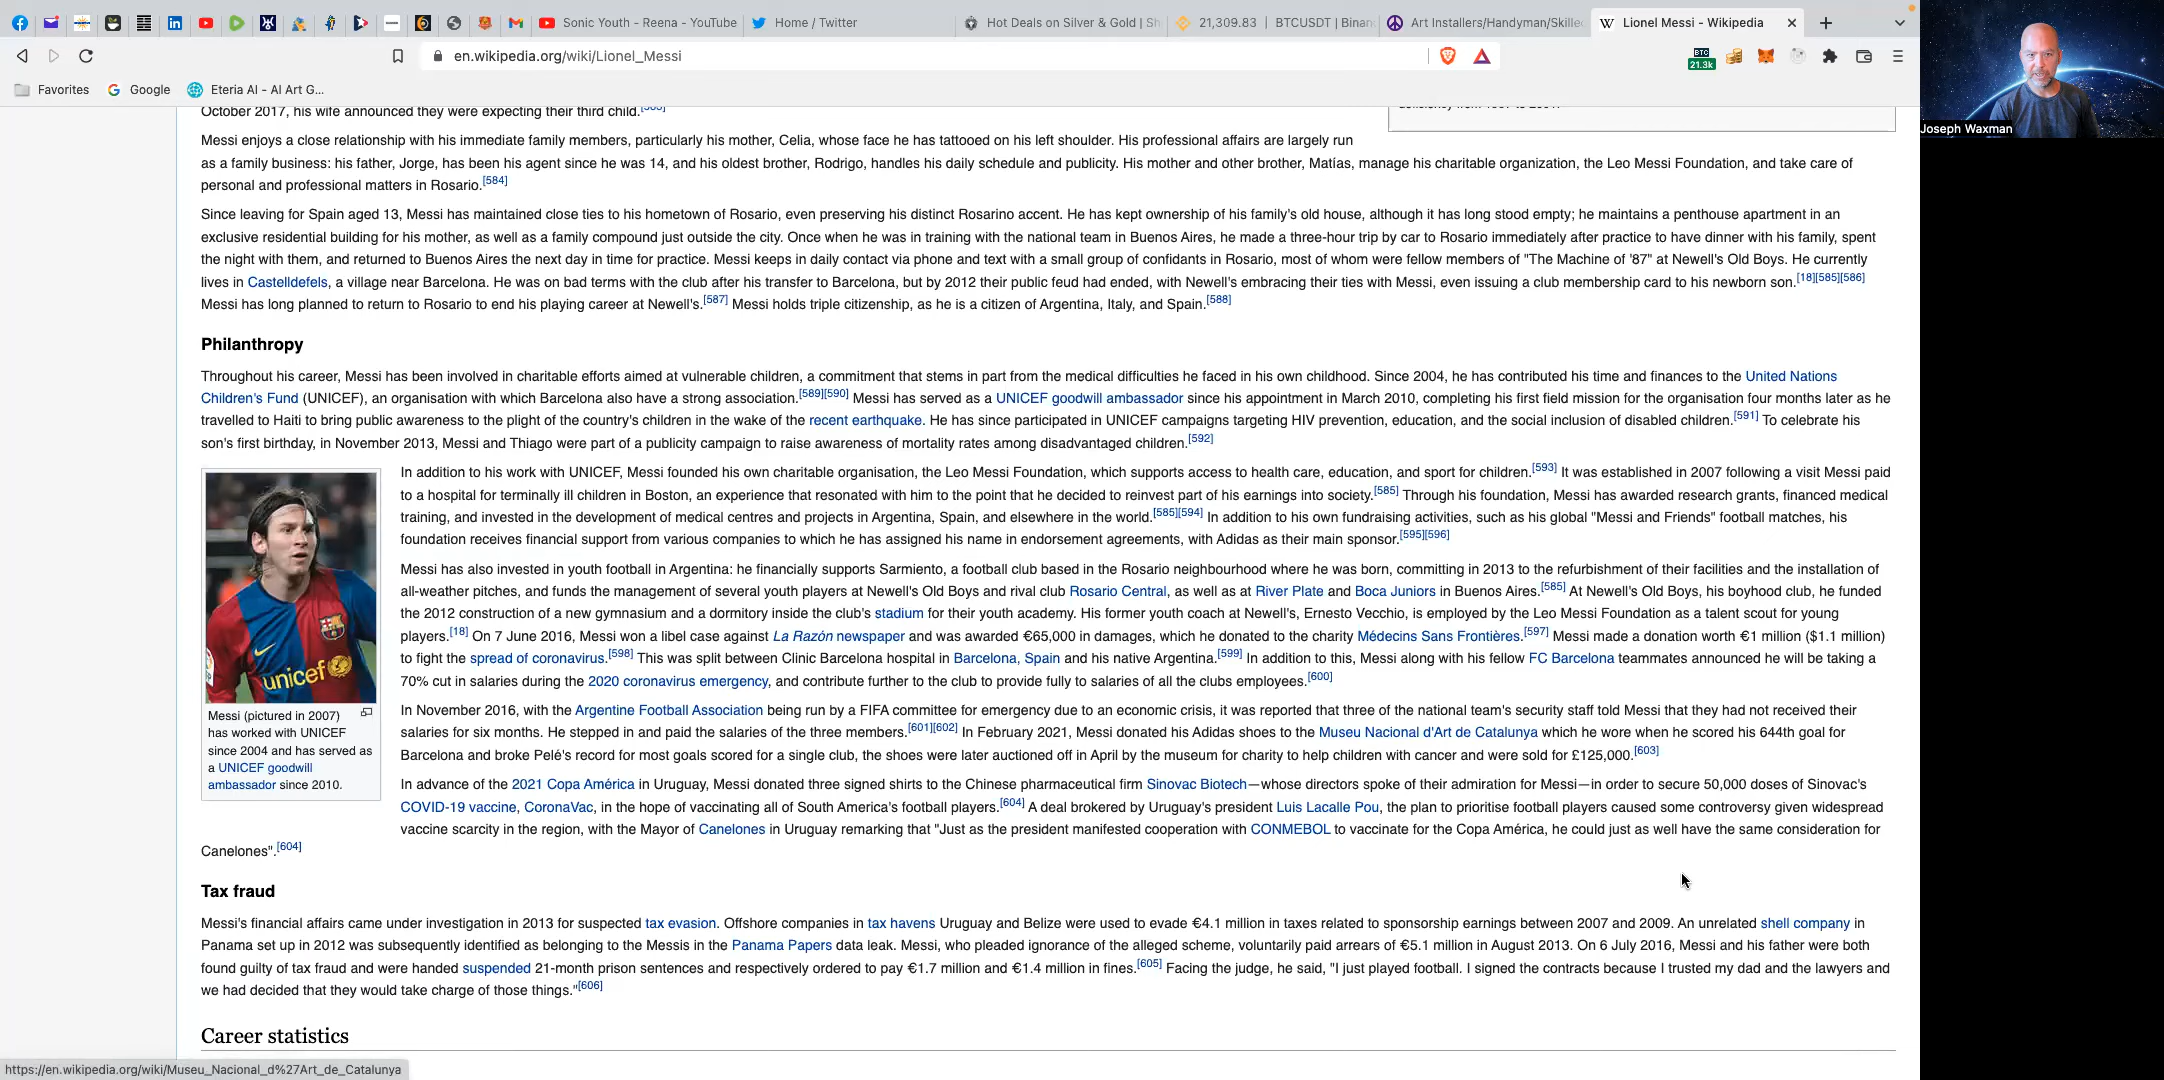 Sonic Youth - Reena - YouTube
Home / Twitter
Hot Deals on Silver & Gold | Sh
21,309.83 | BTCUSDT | Binan
Art Installers/Handyman/Skilled
Lionel Messi - Wikipedia
en.wikipedia.org/wiki/Lionel_Messi
BTC
21.3k
Favorites
Google
Eteria AI - AI Art G...
Joseph Waxman
October 2017, his wife announced they were expecting their third child.
Messi enjoys a close relationship with his immediate family members, particularly his mother, Celia, whose face he has tattooed on his left shoulder. His professional affairs are largely run
as a family business: his father, Jorge, has been his agent since he was 14, and his oldest brother, Rodrigo, handles his daily schedule and publicity. His mother and other brother, Matías, manage his charitable organization, the Leo Messi Foundation, and take care of
personal and professional matters in Rosario.[584]
Since leaving for Spain aged 13, Messi has maintained close ties to his hometown of Rosario, even preserving his distinct Rosarino accent. He has kept ownership of his family's old house, although it has long stood empty; he maintains a penthouse apartment in an
exclusive residential building for his mother, as well as a family compound just outside the city. Once when he was in training with the national team in Buenos Aires, he made a three-hour trip by car to Rosario immediately after practice to have dinner with his family, spent
the night with them, and returned to Buenos Aires the next day in time for practice. Messi keeps in daily contact via phone and text with a small group of confidants in Rosario, most of whom were fellow members of "The Machine of '87" at Newell's Old Boys. He currently
lives in Castelldefels, a village near Barcelona. He was on bad terms with the club after his transfer to Barcelona, but by 2012 their public feud had ended, with Newell's embracing their ties with Messi, even issuing a club membership card to his newborn son.[18][585][586]
Messi has long planned to return to Rosario to end his playing career at Newell's.[587] Messi holds triple citizenship, as he is a citizen of Argentina, Italy, and Spain.[588]
Philanthropy
Throughout his career, Messi has been involved in charitable efforts aimed at vulnerable children, a commitment that stems in part from the medical difficulties he faced in his own childhood. Since 2004, he has contributed his time and finances to the United Nations
Children's Fund (UNICEF), an organisation with which Barcelona also have a strong association.[589][590] Messi has served as a UNICEF goodwill ambassador since his appointment in March 2010, completing his first field mission for the organisation four months later as he
travelled to Haiti to bring public awareness to the plight of the country's children in the wake of the recent earthquake. He has since participated in UNICEF campaigns targeting HIV prevention, education, and the social inclusion of disabled children.[591] To celebrate his
son's first birthday, in November 2013, Messi and Thiago were part of a publicity campaign to raise awareness of mortality rates among disadvantaged children.[592]
unicef
Messi (pictured in 2007)
has worked with UNICEF
since 2004 and has served as
a UNICEF goodwill
ambassador since 2010.
In addition to his work with UNICEF, Messi founded his own charitable organisation, the Leo Messi Foundation, which supports access to health care, education, and sport for children.[593] It was established in 2007 following a visit Messi paid
to a hospital for terminally ill children in Boston, an experience that resonated with him to the point that he decided to reinvest part of his earnings into society.[585] Through his foundation, Messi has awarded research grants, financed medical
training, and invested in the development of medical centres and projects in Argentina, Spain, and elsewhere in the world.[585][594] In addition to his own fundraising activities, such as his global "Messi and Friends" football matches, his
foundation receives financial support from various companies to which he has assigned his name in endorsement agreements, with Adidas as their main sponsor.[595][596]
Messi has also invested in youth football in Argentina: he financially supports Sarmiento, a football club based in the Rosario neighbourhood where he was born, committing in 2013 to the refurbishment of their facilities and the installation of
all-weather pitches, and funds the management of several youth players at Newell's Old Boys and rival club Rosario Central, as well as at River Plate and Boca Juniors in Buenos Aires.[585] At Newell's Old Boys, his boyhood club, he funded
the 2012 construction of a new gymnasium and a dormitory inside the club's stadium for their youth academy. His former youth coach at Newell's, Ernesto Vecchio, is employed by the Leo Messi Foundation as a talent scout for young
players.[18] On 7 June 2016, Messi won a libel case against La Razón newspaper and was awarded €65,000 in damages, which he donated to the charity Médecins Sans Frontières.[597] Messi made a donation worth €1 million ($1.1 million)
to fight the spread of coronavirus.[598] This was split between Clinic Barcelona hospital in Barcelona, Spain and his native Argentina.[599] In addition to this, Messi along with his fellow FC Barcelona teammates announced he will be taking a
70% cut in salaries during the 2020 coronavirus emergency, and contribute further to the club to provide fully to salaries of all the clubs employees.[600]
In November 2016, with the Argentine Football Association being run by a FIFA committee for emergency due to an economic crisis, it was reported that three of the national team's security staff told Messi that they had not received their
salaries for six months. He stepped in and paid the salaries of the three members.[601][602] In February 2021, Messi donated his Adidas shoes to the Museu Nacional d'Art de Catalunya which he wore when he scored his 644th goal for
Barcelona and broke Pelé's record for most goals scored for a single club, the shoes were later auctioned off in April by the museum for charity to help children with cancer and were sold for £125,000.[603]
In advance of the 2021 Copa América in Uruguay, Messi donated three signed shirts to the Chinese pharmaceutical firm Sinovac Biotech—whose directors spoke of their admiration for Messi—in order to secure 50,000 doses of Sinovac's
COVID-19 vaccine, CoronaVac, in the hope of vaccinating all of South America's football players.[604] A deal brokered by Uruguay's president Luis Lacalle Pou, the plan to prioritise football players caused some controversy given widespread
vaccine scarcity in the region, with the Mayor of Canelones in Uruguay remarking that "Just as the president manifested cooperation with CONMEBOL to vaccinate for the Copa América, he could just as well have the same consideration for
Canelones".[604]
Tax fraud
Messi's financial affairs came under investigation in 2013 for suspected tax evasion. Offshore companies in tax havens Uruguay and Belize were used to evade €4.1 million in taxes related to sponsorship earnings between 2007 and 2009. An unrelated shell company in
Panama set up in 2012 was subsequently identified as belonging to the Messis in the Panama Papers data leak. Messi, who pleaded ignorance of the alleged scheme, voluntarily paid arrears of €5.1 million in August 2013. On 6 July 2016, Messi and his father were both
found guilty of tax fraud and were handed suspended 21-month prison sentences and respectively ordered to pay €1.7 million and €1.4 million in fines.[605] Facing the judge, he said, "I just played football. I signed the contracts because I trusted my dad and the lawyers and
we had decided that they would take charge of those things."[606]
Career statistics
https://en.wikipedia.org/wiki/Museu_Nacional_d%27Art_de_Catalunya